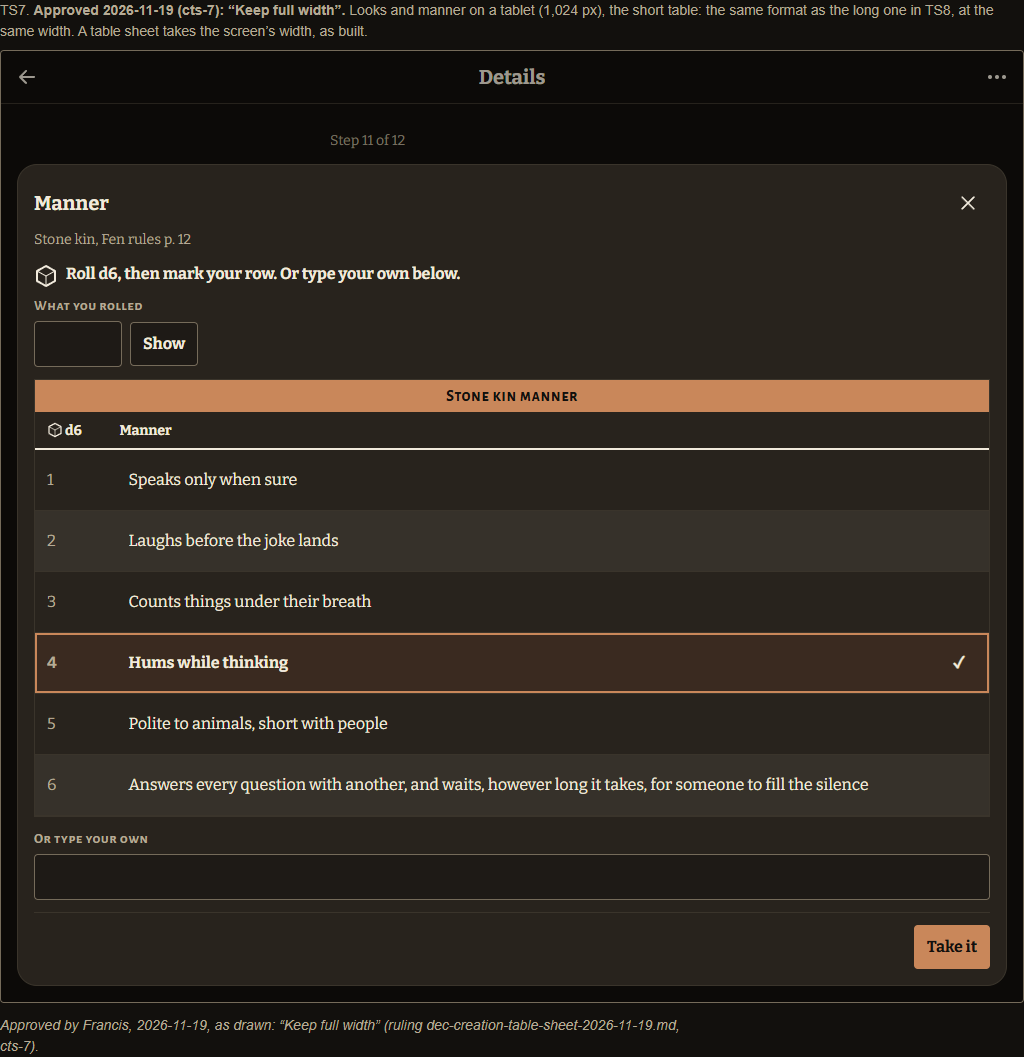 TS7. Approved 2026-11-19 (cts-7): “Keep full width”. Looks and manner on a tablet (1,024 px), the short table: the same format as the long one in TS8, at the
same width. A table sheet takes the screen’s width, as built.
Details
Step 11 of 12
Manner
Stone kin, Fen rules p. 12
Roll d6, then mark your row. Or type your own below.
What you rolled
Show
Stone kin manner
d6 Manner
1 Speaks only when sure
2 Laughs before the joke lands
3 Counts things under their breath
4 Hums while thinking ✓
5 Polite to animals, short with people
6 Answers every question with another, and waits, however long it takes, for someone to fill the silence
Or type your own
Take it
Approved by Francis, 2026-11-19, as drawn: “Keep full width” (ruling dec-creation-table-sheet-2026-11-19.md,
cts-7).